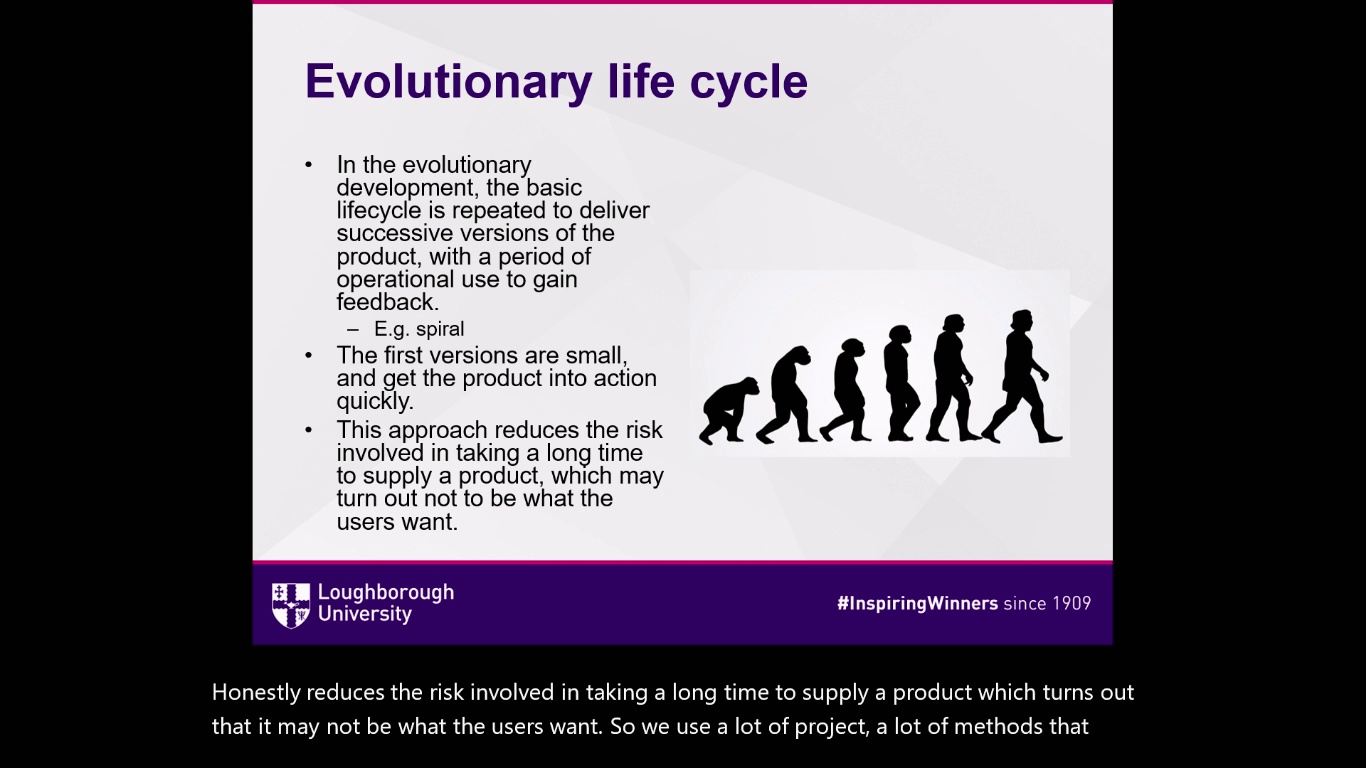 Evolutionary life cycle
• In the evolutionary
development, the basic
lifecycle is repeated to deliver
successive versions of the
product, with a period of
operational use to gain
feedback.
– E.g. spiral
• The first versions are small,
and get the product into action
quickly.
• This approach reduces the risk
involved in taking a long time
to supply a product, which may
turn out not to be what the
users want.
Loughborough
University
#InspiringWinners since 1909
Honestly reduces the risk involved in taking a long time to supply a product which turns out
that it may not be what the users want. So we use a lot of project, a lot of methods that